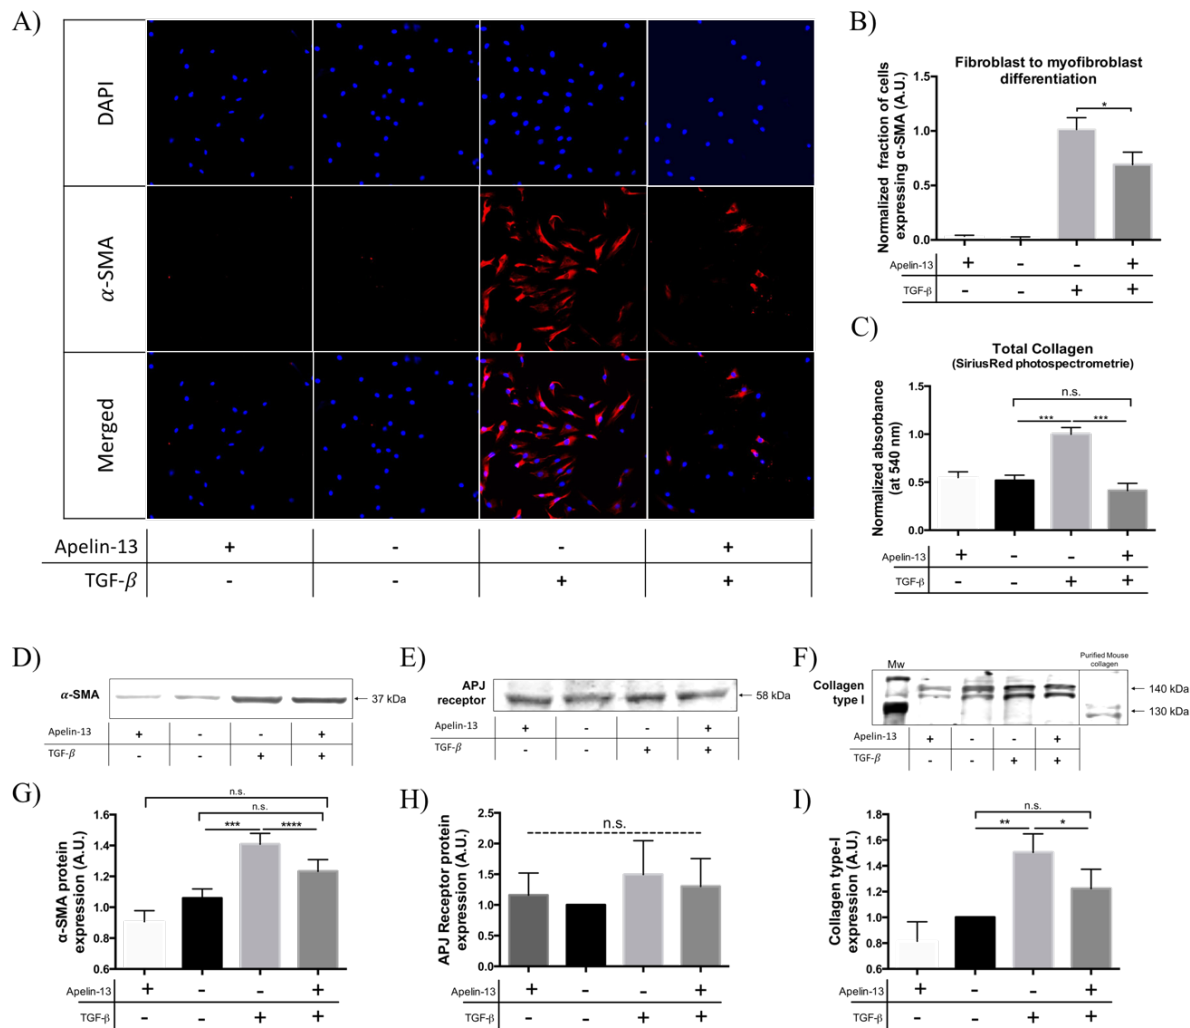 A)
DAPI
α-SMA
Merged
Apelin-13 + - - +
TGF-β - - + +
B)
Fibroblast to myofibroblast
differentiation
Normalized fraction of cells
expressing α-SMA (A.U.)
1.5
1.0
0.5
0.0
*
Apelin-13 + - - +
TGF-β - - + +
C)
Total Collagen
(SiriusRed photospectrometrie)
Normalized absorbance
(at 540 nm)
1.5
1.0
0.5
0.0
n.s.
*** ***
Apelin-13 + - - +
TGF-β - - + +
D)
α-SMA
37 kDa
Apelin-13 + - - +
TGF-β - - + +
E)
APJ
receptor
58 kDa
Apelin-13 + - - +
TGF-β - - + +
F)
Mw
Purified Mouse
collagen
Collagen
type I
140 kDa
130 kDa
Apelin-13 + - - +
TGF-β - - + +
G)
α-SMA protein
expression (A.U.)
1.6
1.4
1.2
1.0
0.8
0.6
n.s.
n.s.
*** ****
Apelin-13 + - - +
TGF-β - - + +
H)
APJ Receptor protein
expression (A.U.)
2.5
2.0
1.5
1.0
0.5
0.0
n.s.
Apelin-13 + - - +
TGF-β - - + +
I)
Collagen type-I
expression (A.U.)
1.8
1.6
1.4
1.2
1.0
0.8
0.6
n.s.
** *
Apelin-13 + - - +
TGF-β - - + +